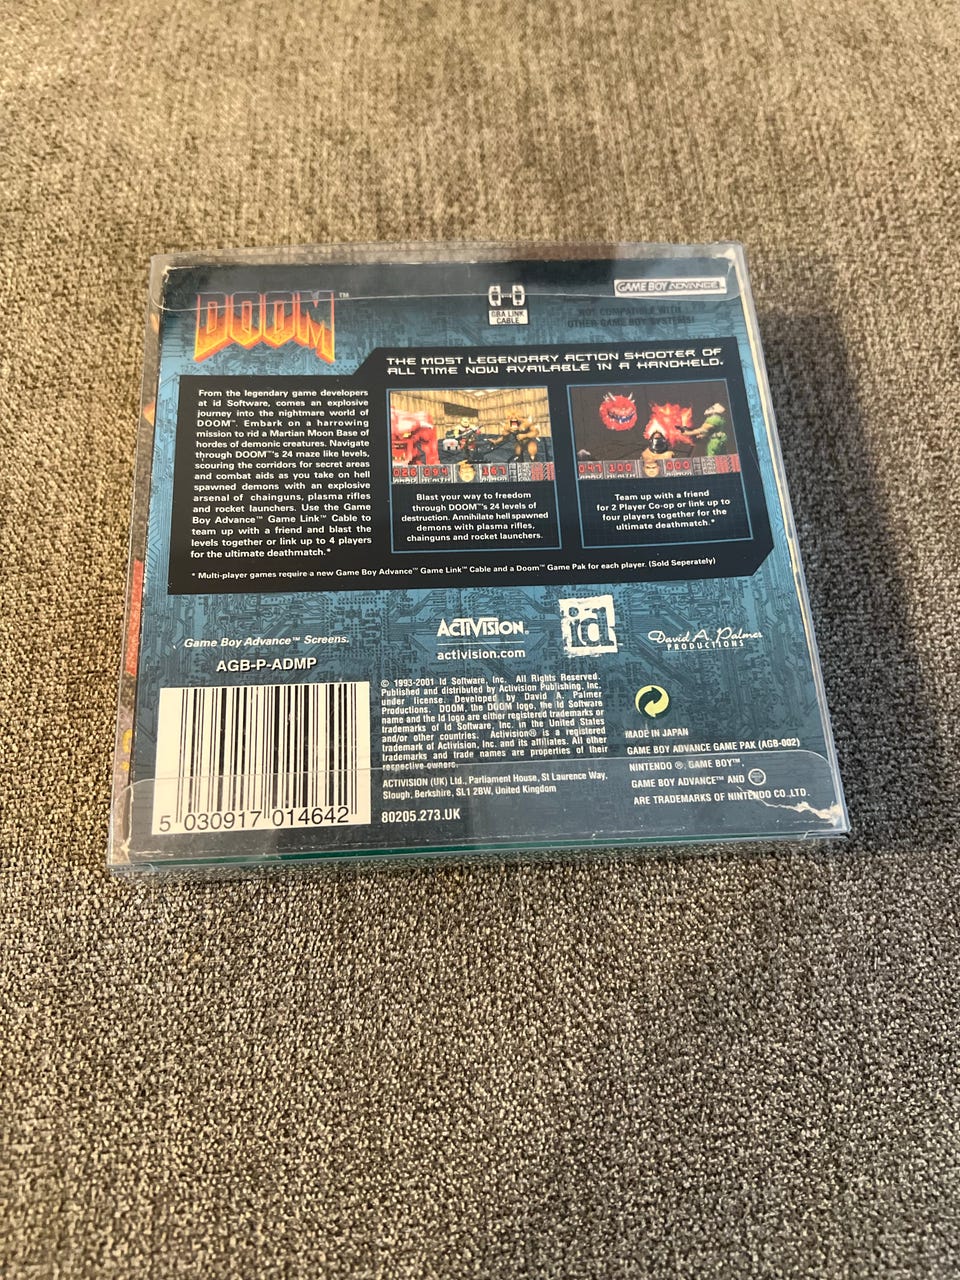 DOOM™
GBA LINK
CABLE
GAME BOY ADVANCE
NOT COMPATIBLE WITH
OTHER GAME BOY SYSTEMS!
THE MOST LEGENDARY ACTION SHOOTER OF
ALL TIME NOW AVAILABLE IN A HANDHELD.
From the legendary game developers
at id Software, comes an explosive
journey into the nightmare world of
DOOM™. Embark on a harrowing
mission to rid a Martian Moon Base of
hordes of demonic creatures. Navigate
through DOOM™'s 24 maze like levels,
scouring the corridors for secret areas
and combat aids as you take on hell
spawned demons with an explosive
arsenal of chainguns, plasma rifles
and rocket launchers. Use the Game
Boy Advance™ Game Link™ Cable to
team up with a friend and blast the
levels together or link up to 4 players
for the ultimate deathmatch.*
Blast your way to freedom
through DOOM™'s 24 levels of
destruction. Annihilate hell spawned
demons with plasma rifles,
chainguns and rocket launchers.
Team up with a friend
for 2 Player Co-op or link up to
four players together for the
ultimate deathmatch.*
* Multi-player games require a new Game Boy Advance™ Game Link™ Cable and a Doom™ Game Pak for each player. (Sold Seperately)
Game Boy Advance™ Screens.
AGB-P-ADMP
ACTIVISION®
activision.com
id
David A. Palmer
PRODUCTIONS
© 1993-2001 Id Software, Inc. All Rights Reserved.
Published and distributed by Activision Publishing, Inc.
under license. Developed by David A. Palmer
Productions. DOOM, the DOOM logo, the Id Software
name and the Id logo are either registered trademarks or
trademarks of Id Software, Inc. in the United States
and/or other countries. Activision® is a registered
trademark of Activision, Inc. and its affiliates. All other
trademarks and trade names are properties of their
respective owners.
ACTIVISION (UK) Ltd., Parliament House, St Laurence Way.
Slough, Berkshire, SL1 2BW, United Kingdom
80205.273.UK
MADE IN JAPAN
GAME BOY ADVANCE GAME PAK (AGB-002)
NINTENDO ®, GAME BOY™,
GAME BOY ADVANCE™ AND
ARE TRADEMARKS OF NINTENDO CO.,LTD.
5 030917 014642